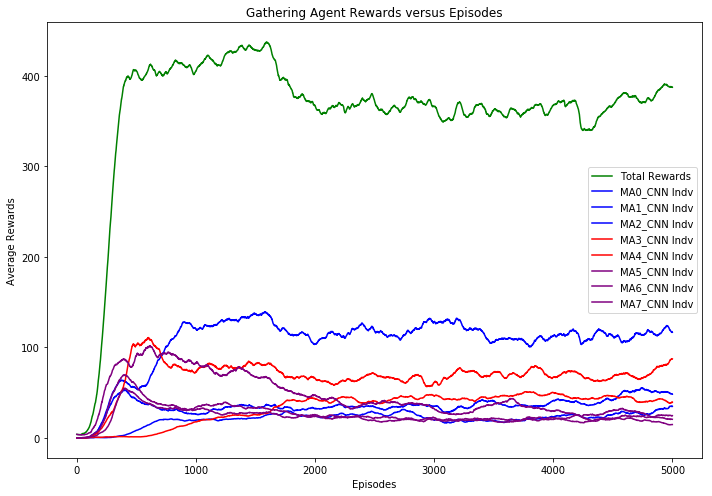 Gathering Agent Rewards versus Episodes
Average Rewards
400
300
200
100
0
Total Rewards
MA0_CNN Indv
MA1_CNN Indv
MA2_CNN Indv
MA3_CNN Indv
MA4_CNN Indv
MA5_CNN Indv
MA6_CNN Indv
MA7_CNN Indv
0 1000 2000 3000 4000 5000
Episodes